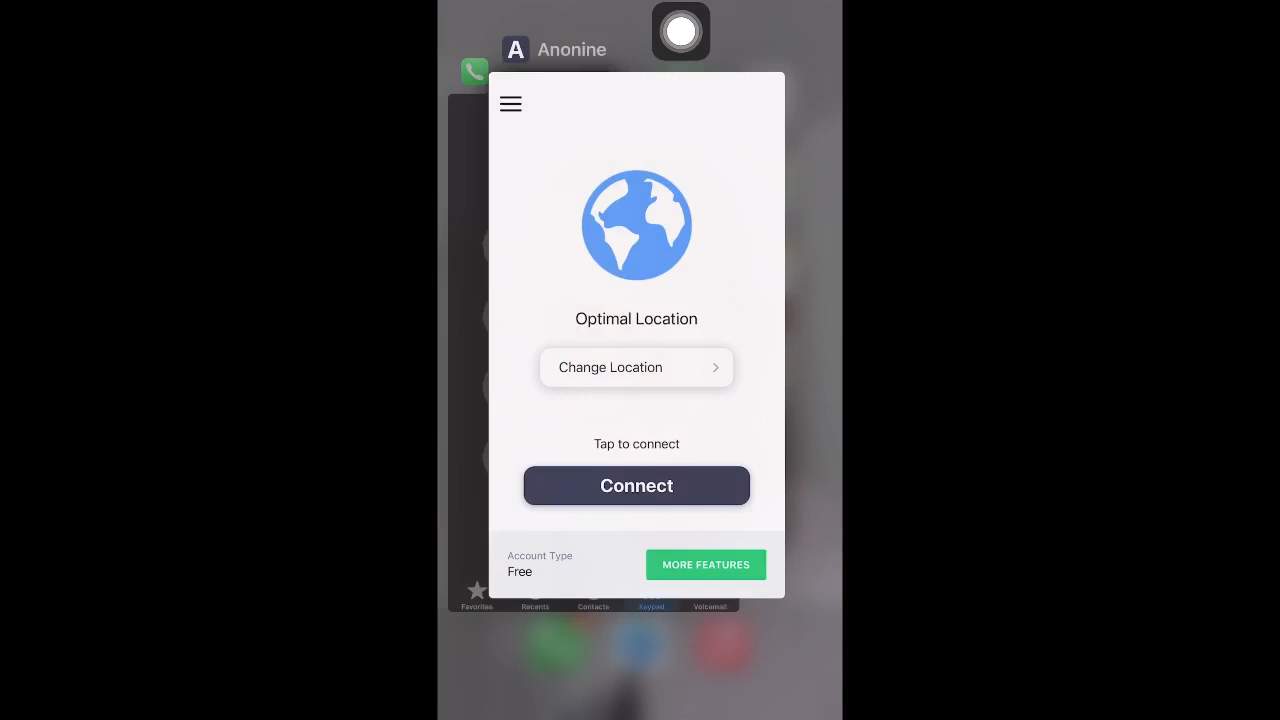 A Anonine
Optimal Location
Change Location
Tap to connect
Connect
Account Type
Free
MORE FEATURES
Favorites Recents Contacts Keypad Voicemail